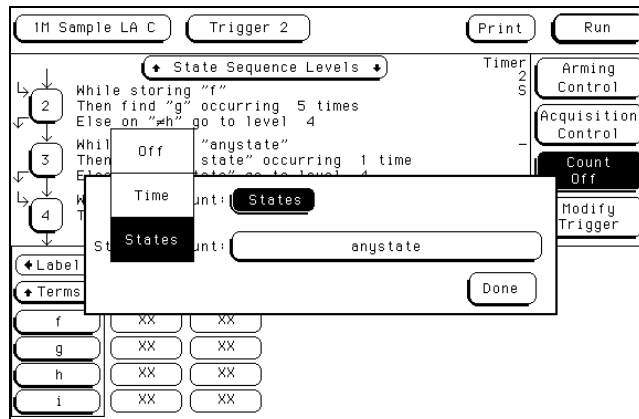 1M Sample LA C
Trigger 2
Print
Run
↑ State Sequence Levels ↓
Timer
2
S
Arming
Control
2
While storing "f"
Then find "g" occurring 5 times
Else on "≠h" go to level 4
Acquisition
Control
3
Whil "anystate"
Then state" occurring 1 time
-
Off
Count
Off
4
Time
unt: States
Modify
Trigger
States
St unt: anystate
Label
Terms
Done
f XX XX
g XX XX
h XX XX
i XX XX